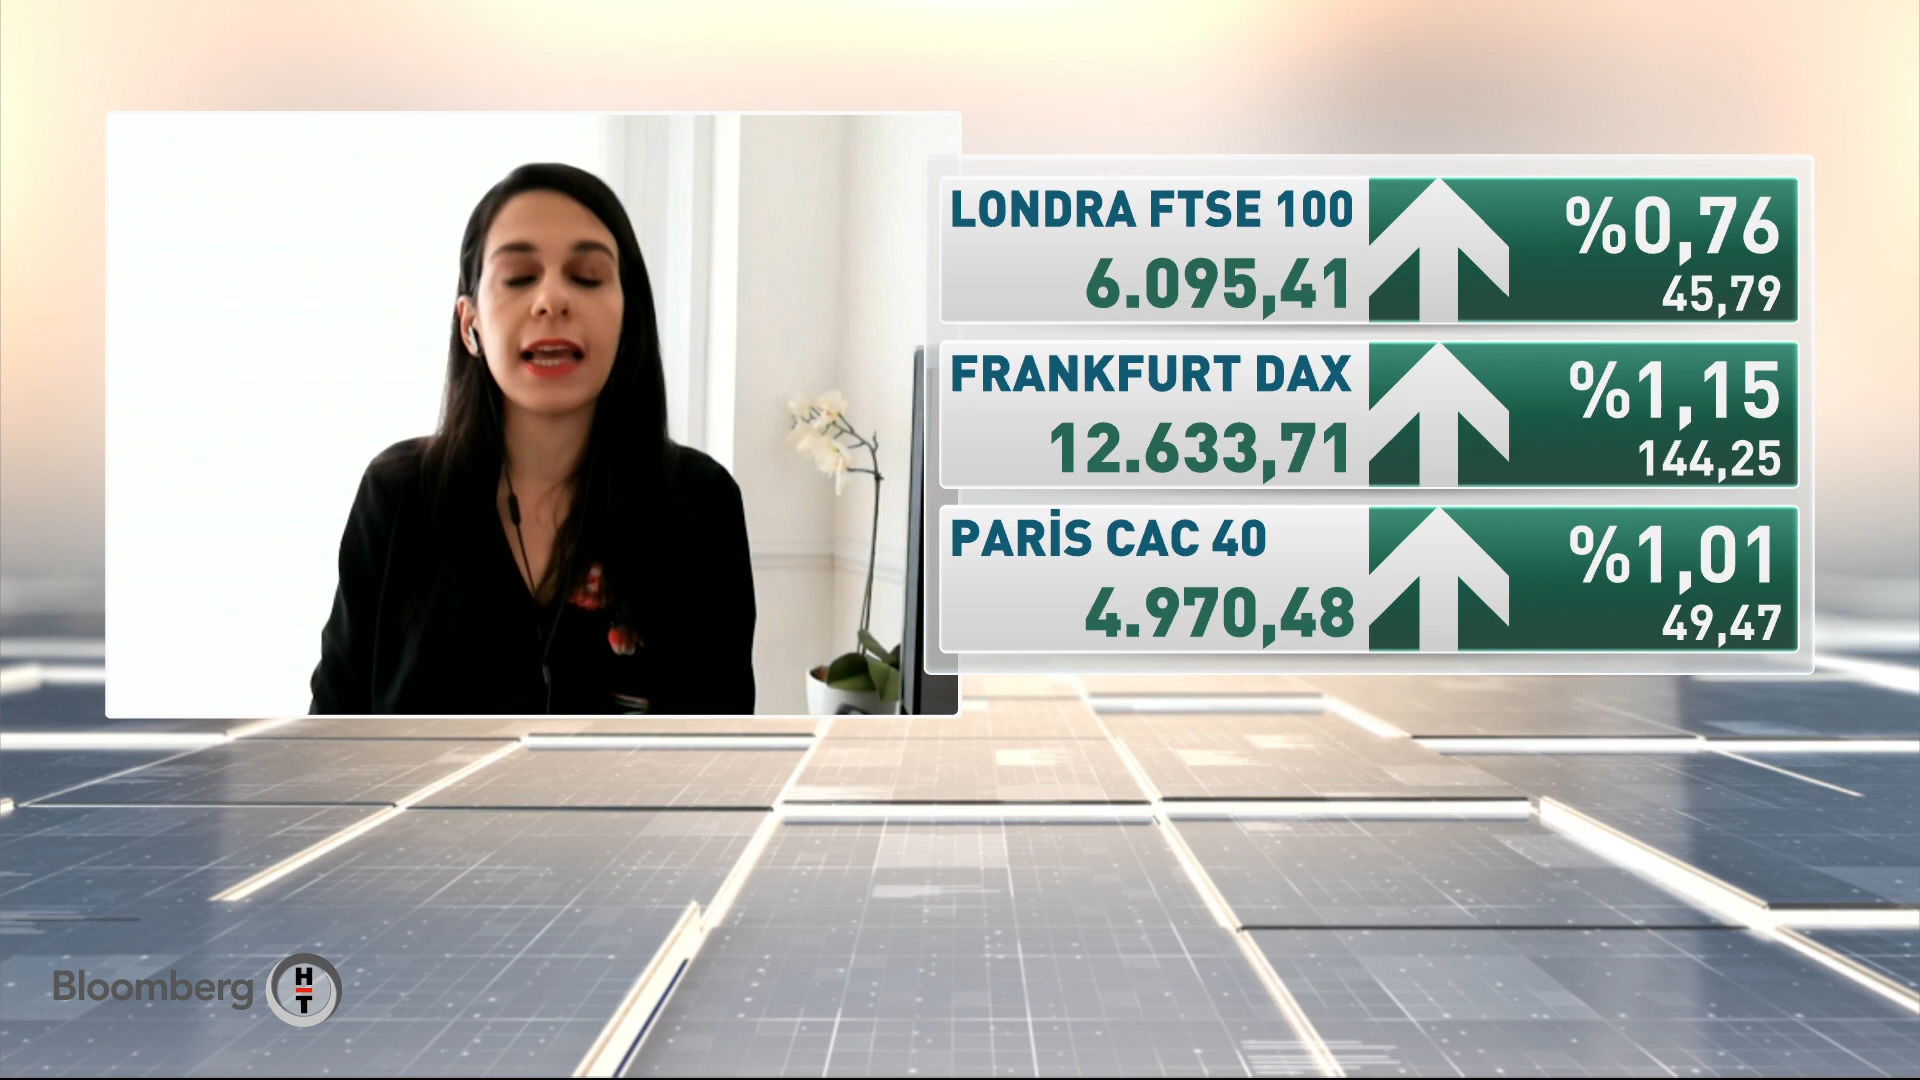 LONDRA FTSE 100
6.095,41
%0,76
45,79
FRANKFURT DAX
12.633,71
%1,15
144,25
PARİS CAC 40
4.970,48
%1,01
49,47
Bloomberg HT